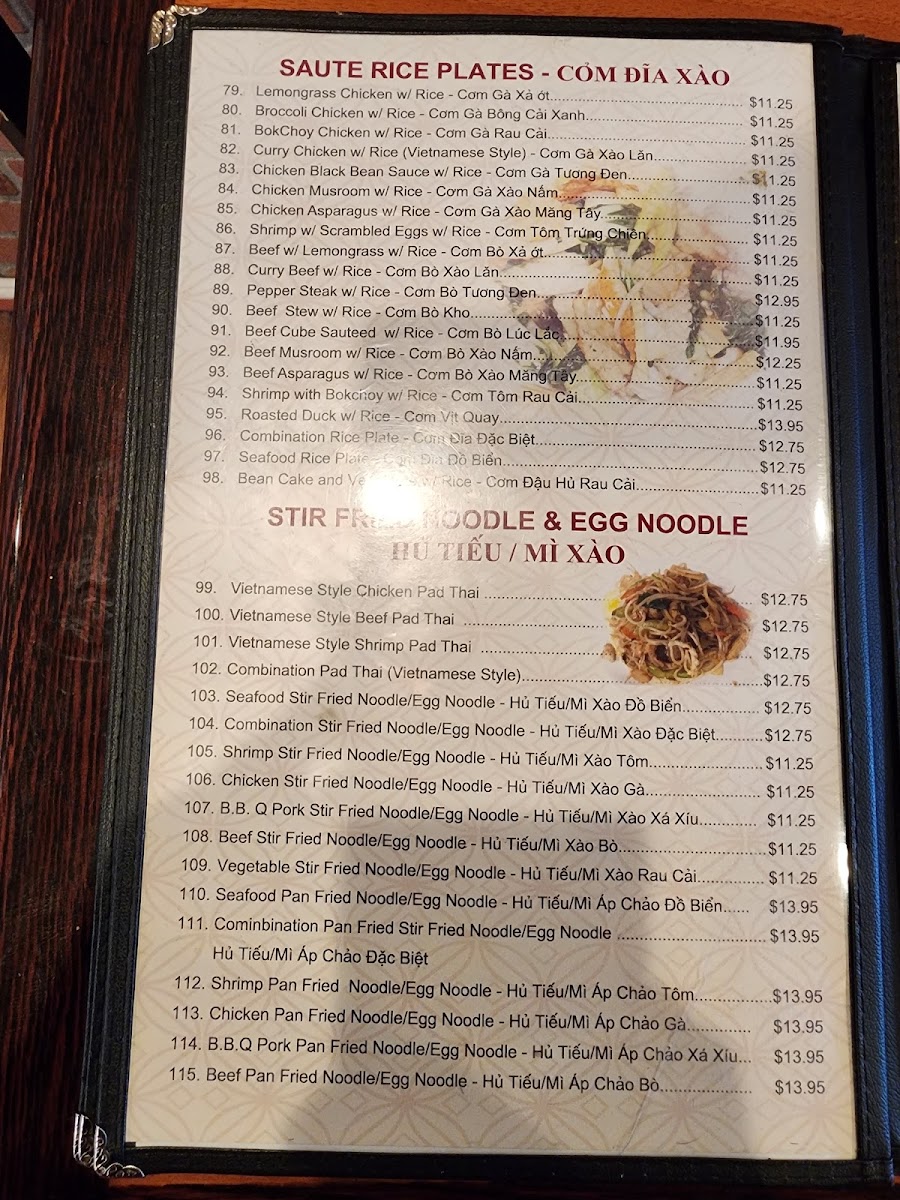 SAUTE RICE PLATES - CỎM ĐĨA XÀO
79. Lemongrass Chicken w/ Rice - Cơm Gà Xả ớt.......... $11.25
80. Broccoli Chicken w/ Rice - Cơm Gà Bông Cải Xanh.......... $11.25
81. BokChoy Chicken w/ Rice - Cơm Gà Rau Cải.......... $11.25
82. Curry Chicken w/ Rice (Vietnamese Style) - Cơm Gà Xào Lăn.......... $11.25
83. Chicken Black Bean Sauce w/ Rice - Cơm Gà Tương Đen.......... $11.25
84. Chicken Musroom w/ Rice - Cơm Gà Xào Nấm.......... $11.25
85. Chicken Asparagus w/ Rice - Cơm Gà Xào Măng Tây.......... $11.25
86. Shrimp w/ Scrambled Eggs w/ Rice - Cơm Tôm Trứng Chiên.......... $11.25
87. Beef w/ Lemongrass w/ Rice - Cơm Bò Xả ớt.......... $11.25
88. Curry Beef w/ Rice - Cơm Bò Xào Lăn.......... $11.25
89. Pepper Steak w/ Rice - Cơm Bò Tương Đen.......... $12.95
90. Beef Stew w/ Rice - Cơm Bò Kho.......... $11.25
91. Beef Cube Sauteed w/ Rice - Cơm Bò Lúc Lắc.......... $11.95
92. Beef Musroom w/ Rice - Cơm Bò Xào Nấm.......... $12.25
93. Beef Asparagus w/ Rice - Cơm Bò Xào Măng Tây.......... $11.25
94. Shrimp with Bokchoy w/ Rice - Cơm Tôm Rau Cải.......... $11.25
95. Roasted Duck w/ Rice - Cơm Vịt Quay.......... $13.95
96. Combination Rice Plate - Cơm Đĩa Đặc Biệt.......... $12.75
97. Seafood Rice Plate - Cơm Đĩa Đồ Biển.......... $12.75
98. Bean Cake and w/ Rice - Cơm Đậu Hủ Rau Cải.......... $11.25
STIR FRIED NOODLE & EGG NOODLE
HỦ TIẾU / MÌ XÀO
99. Vietnamese Style Chicken Pad Thai .......... $12.75
100. Vietnamese Style Beef Pad Thai .......... $12.75
101. Vietnamese Style Shrimp Pad Thai .......... $12.75
102. Combination Pad Thai (Vietnamese Style).......... $12.75
103. Seafood Stir Fried Noodle/Egg Noodle - Hủ Tiếu/Mì Xào Đồ Biển.......... $12.75
104. Combination Stir Fried Noodle/Egg Noodle - Hủ Tiếu/Mì Xào Đặc Biệt.......... $12.75
105. Shrimp Stir Fried Noodle/Egg Noodle - Hủ Tiếu/Mì Xào Tôm.......... $11.25
106. Chicken Stir Fried Noodle/Egg Noodle - Hủ Tiếu/Mì Xào Gà.......... $11.25
107. B.B. Q Pork Stir Fried Noodle/Egg Noodle - Hủ Tiếu/Mì Xào Xá Xíu.......... $11.25
108. Beef Stir Fried Noodle/Egg Noodle - Hủ Tiếu/Mì Xào Bò.......... $11.25
109. Vegetable Stir Fried Noodle/Egg Noodle - Hủ Tiếu/Mì Xào Rau Cải.......... $11.25
110. Seafood Pan Fried Noodle/Egg Noodle - Hủ Tiếu/Mì Áp Chảo Đồ Biển...... $13.95
111. Cominbination Pan Fried Stir Fried Noodle/Egg Noodle .......... $13.95
Hủ Tiếu/Mì Áp Chảo Đặc Biệt
112. Shrimp Pan Fried Noodle/Egg Noodle - Hủ Tiếu/Mì Áp Chảo Tôm.......... $13.95
113. Chicken Pan Fried Noodle/Egg Noodle - Hủ Tiếu/Mì Áp Chảo Gà.......... $13.95
114. B.B.Q Pork Pan Fried Noodle/Egg Noodle - Hủ Tiếu/Mì Áp Chảo Xá Xíu... $13.95
115. Beef Pan Fried Noodle/Egg Noodle - Hủ Tiếu/Mì Áp Chảo Bò.......... $13.95